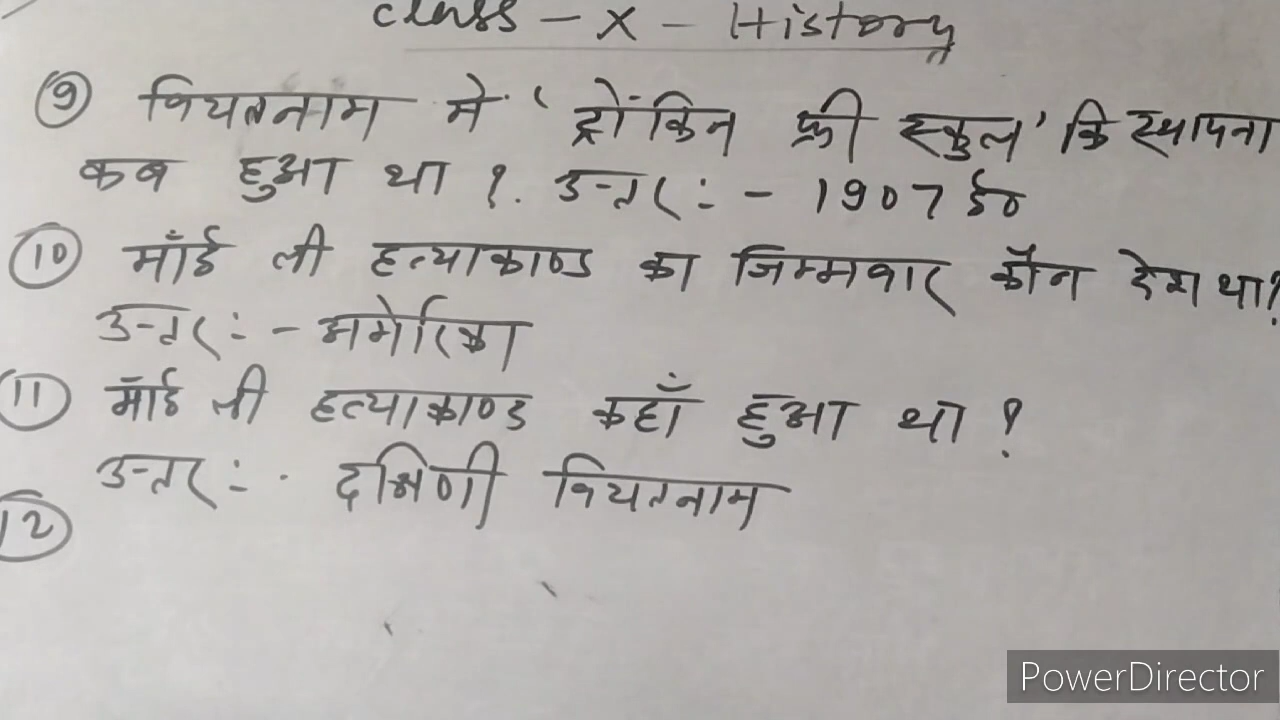 Class - X - History
9 वियतनाम मे ' ट्रोंकिन फ्री स्कुल' कि स्थापना
कब हुआ था ?. उत्तर :- 1907 ई०
10 माँई ली हत्याकाण्ड का जिम्मवार कौन देश था?
उत्तर :- अमेरिका
11 माँई ली हत्याकाण्ड कहाँ हुआ था ?
उत्तर :- दक्षिणी वियतनाम
12
PowerDirector